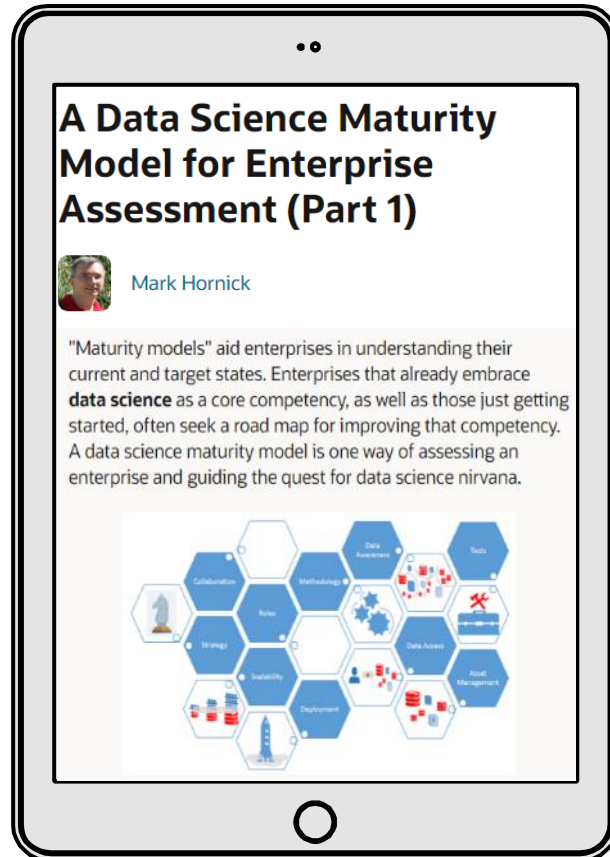 A Data Science Maturity
Model for Enterprise
Assessment (Part 1)
Mark Hornick
"Maturity models" aid enterprises in understanding their
current and target states. Enterprises that already embrace
data science as a core competency, as well as those just getting
started, often seek a road map for improving that competency.
A data science maturity model is one way of assessing an
enterprise and guiding the quest for data science nirvana.
Data
Awareness
Tools
Collaboration
Methodology
Roles
Strategy
Data Access
Scalability
Asset
Management
Deployment